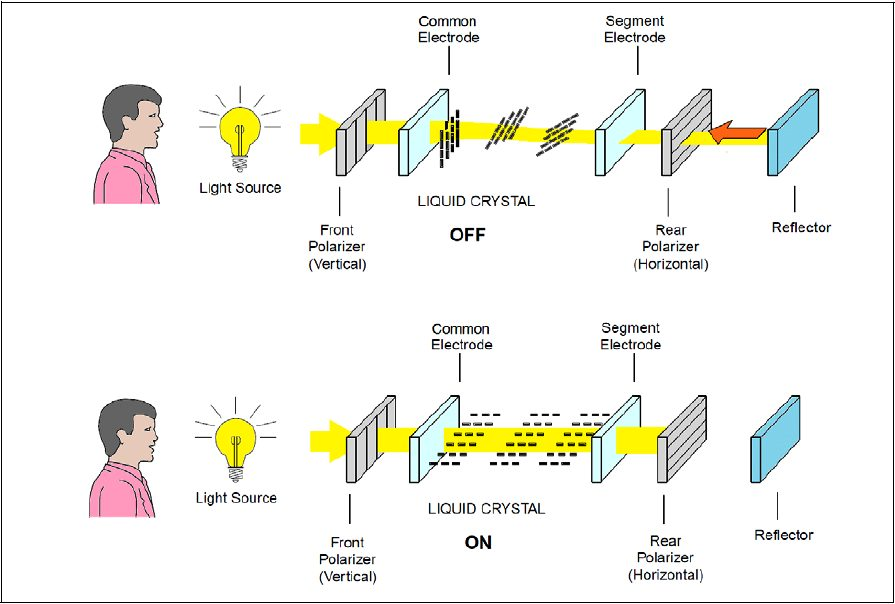 Common
Electrode
Segment
Electrode
Light Source
LIQUID CRYSTAL
OFF
Front
Polarizer
(Vertical)
Rear
Polarizer
(Horizontal)
Reflector
Common
Electrode
Segment
Electrode
Light Source
LIQUID CRYSTAL
ON
Front
Polarizer
(Vertical)
Rear
Polarizer
(Horizontal)
Reflector